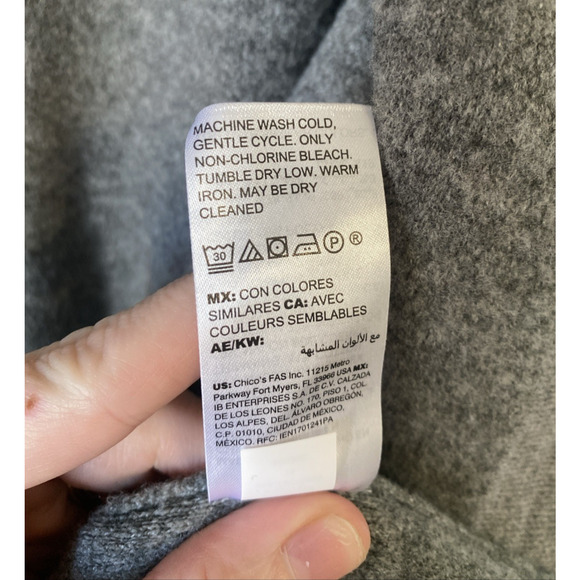 MACHINE WASH COLD,
GENTLE CYCLE. ONLY
NON-CHLORINE BLEACH.
TUMBLE DRY LOW. WARM
IRON. MAY BE DRY
CLEANED
30 P ®
MX: CON COLORES
SIMILARES CA: AVEC
COULEURS SEMBLABLES
AE/KW: مع الألوان المشابهة
US: Chico's FAS Inc. 11215 Metro
Parkway Fort Myers, FL 33966 USA MX:
IB ENTERPRISES S.A. DE C.V. CALZADA
DE LOS LEONES NO. 170. PISO 1, COL.
LOS ALPES, DEL. ÁLVARO OBREGÓN,
C.P. 01010, CIUDAD DE MÉXICO,
MÉXICO. RFC: IEN1701241PA